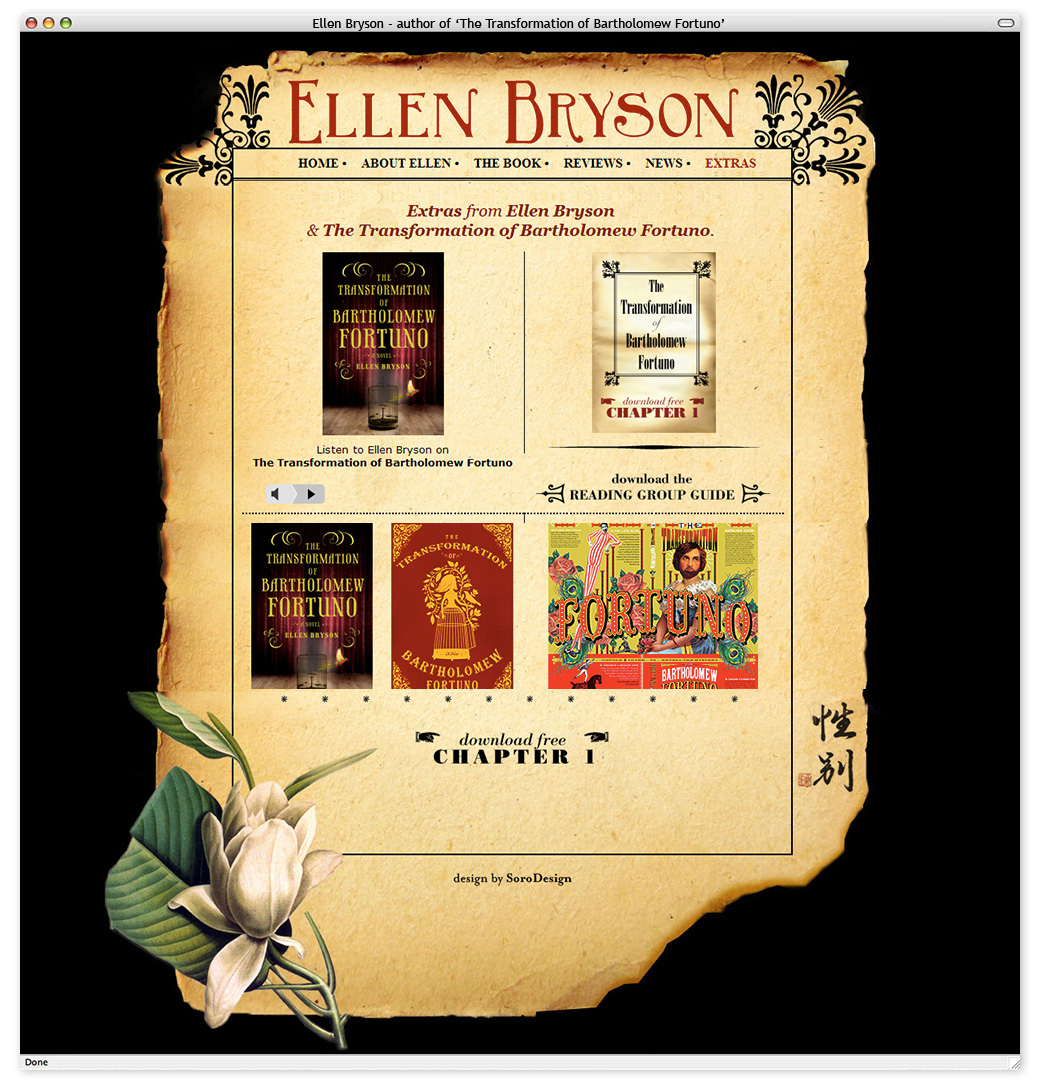 Ellen Bryson - author of ‘The Transformation of Bartholomew Fortuno’
ELLEN BRYSON
HOME • ABOUT ELLEN • THE BOOK • REVIEWS • NEWS • EXTRAS
Extras from Ellen Bryson
& The Transformation of Bartholomew Fortuno.
THE
TRANSFORMATION
OF
BARTHOLOMEW
FORTUNO
A NOVEL
ELLEN BRYSON
Listen to Ellen Bryson on
The Transformation of Bartholomew Fortuno
The
Transformation
of
Bartholomew
Fortuno
download free
CHAPTER 1
download the
READING GROUP GUIDE
THE
TRANSFORMATION
OF
BARTHOLOMEW
FORTUNO
A NOVEL
ELLEN BRYSON
THE
TRANSFORMATION
OF
BARTHOLOMEW
FORTUNO
THE
TRANSFORMATION
FORTUNO
BARTHOLOMEW
FORTUNO
download free
CHAPTER 1
性
别
design by SoroDesign
Done